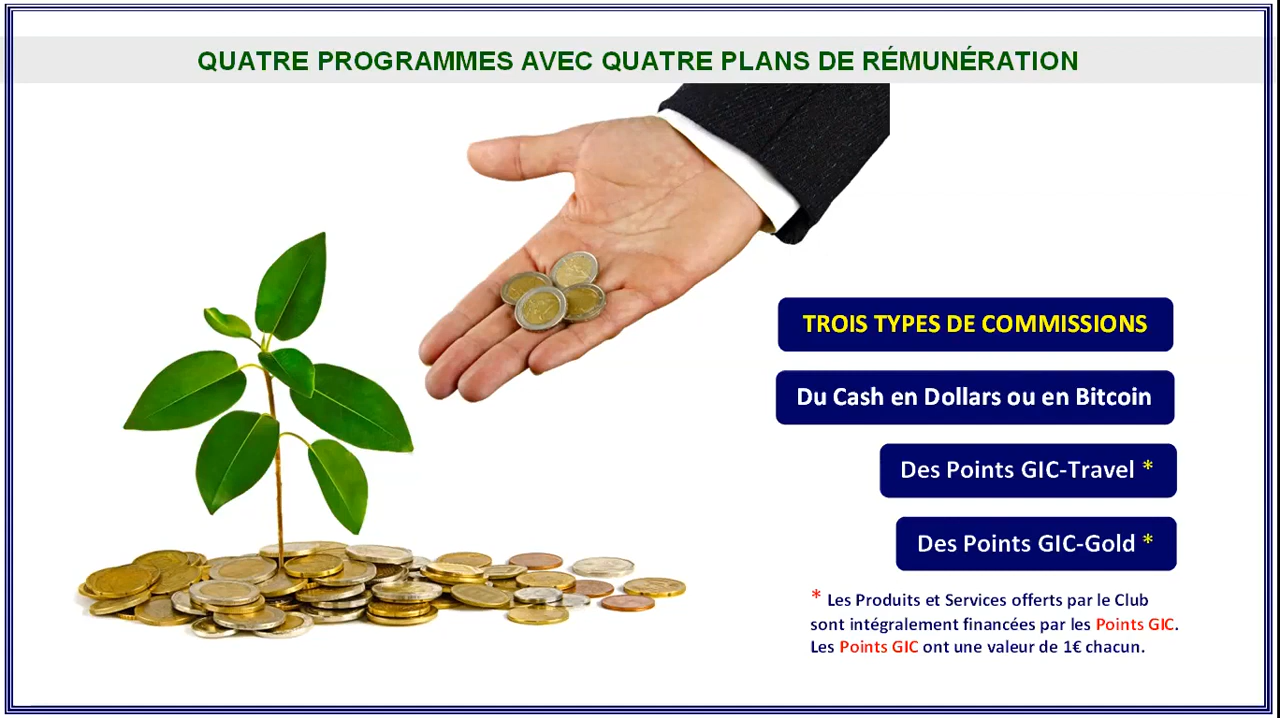 QUATRE PROGRAMMES AVEC QUATRE PLANS DE RÉMUNÉRATION
TROIS TYPES DE COMMISSIONS
Du Cash en Dollars ou en Bitcoin
Des Points GIC-Travel *
Des Points GIC-Gold *
* Les Produits et Services offerts par le Club
sont intégralement financées par les Points GIC.
Les Points GIC ont une valeur de 1€ chacun.